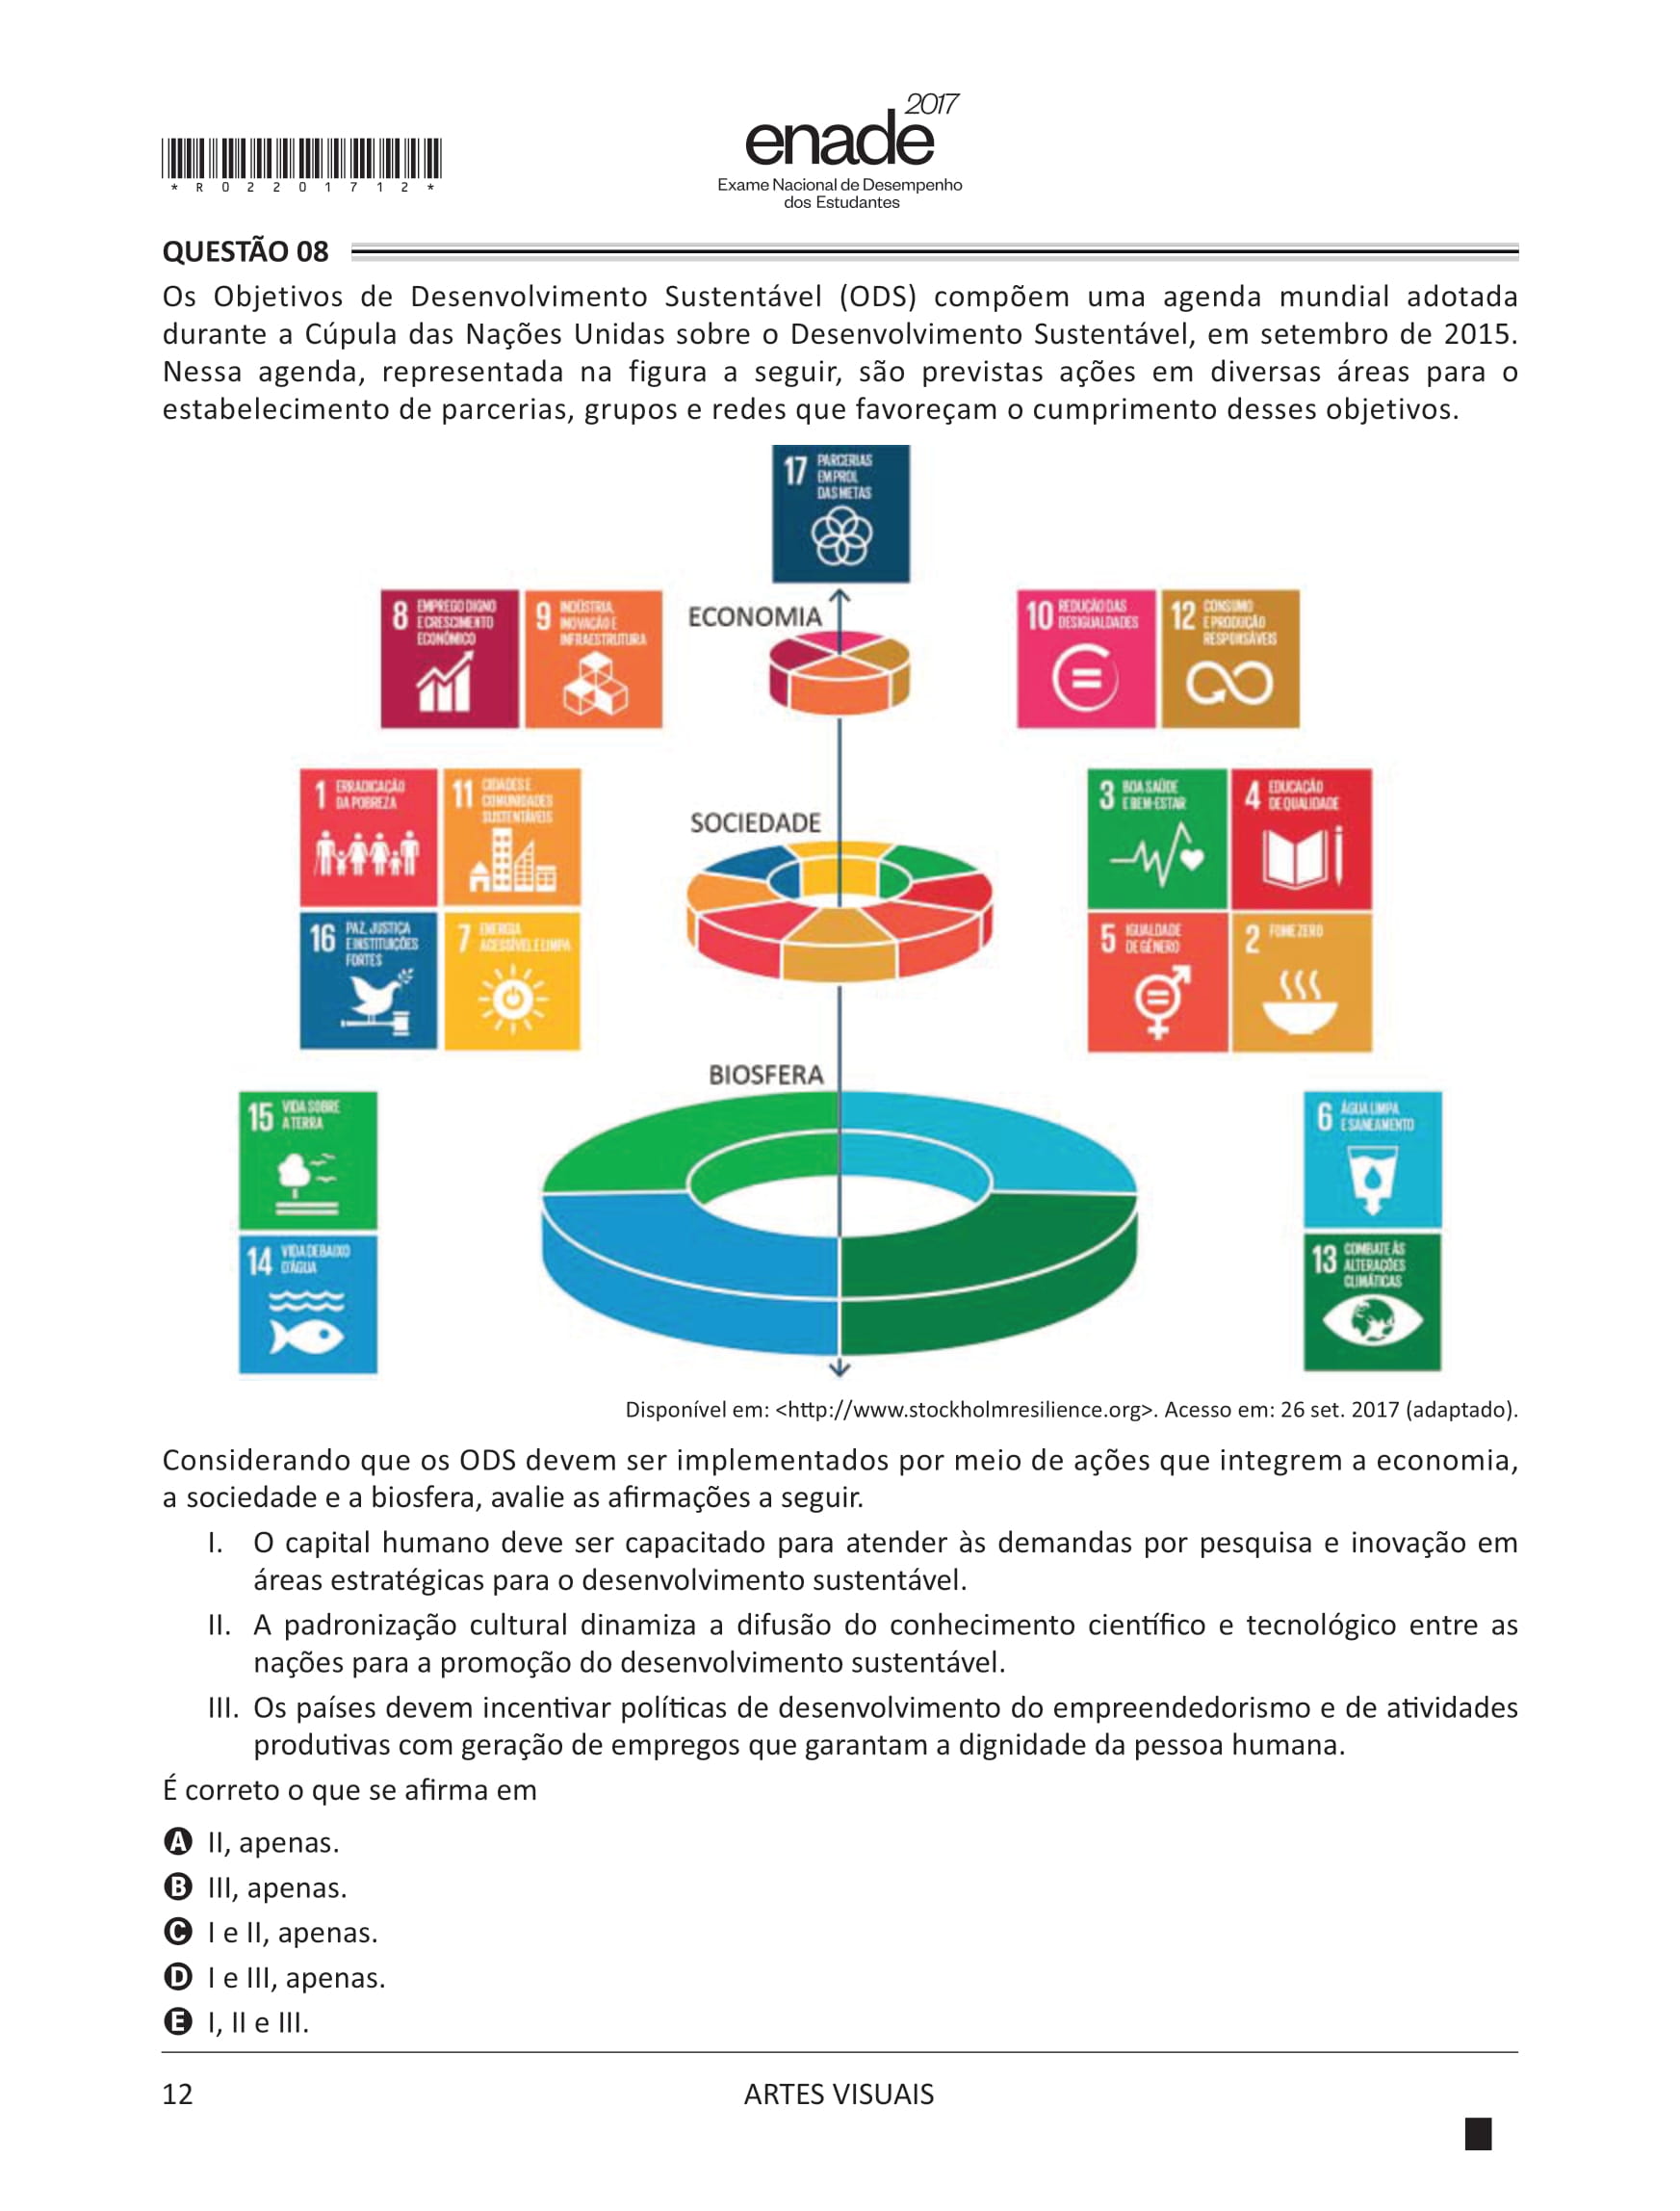 2017
enade
Exame Nacional de Desempenho
dos Estudantes
* R 0 2 2 0 1 7 1 2 *
QUESTÃO 08
Os Objetivos de Desenvolvimento Sustentável (ODS) compõem uma agenda mundial adotada
durante a Cúpula das Nações Unidas sobre o Desenvolvimento Sustentável, em setembro de 2015.
Nessa agenda, representada na figura a seguir, são previstas ações em diversas áreas para o
estabelecimento de parcerias, grupos e redes que favoreçam o cumprimento desses objetivos.
17 PARCERIAS
EM PROL
DAS METAS
8 EMPREGO DIGNO
E CRESCIMENTO
ECONÔMICO
9 INDÚSTRIA,
INOVAÇÃO E
INFRAESTRUTURA
ECONOMIA
10 REDUÇÃO DAS
DESIGUALDADES
12 CONSUMO
E PRODUÇÃO
RESPONSÁVEIS
1 ERRADICAÇÃO
DA POBREZA
11 CIDADES E
COMUNIDADES
SUSTENTÁVEIS
SOCIEDADE
3 BOA SAÚDE
E BEM-ESTAR
4 EDUCAÇÃO
DE QUALIDADE
16 PAZ, JUSTIÇA
E INSTITUIÇÕES
FORTES
7 ENERGIA
ACESSÍVEL E LIMPA
5 IGUALDADE
DE GÊNERO
2 FOME ZERO
BIOSFERA
15 VIDA SOBRE
A TERRA
6 ÁGUA LIMPA
E SANEAMENTO
14 VIDA DEBAIXO
D'ÁGUA
13 COMBATE ÀS
ALTERAÇÕES
CLIMÁTICAS
Disponível em: <http://www.stockholmresilience.org>. Acesso em: 26 set. 2017 (adaptado).
Considerando que os ODS devem ser implementados por meio de ações que integrem a economia,
a sociedade e a biosfera, avalie as afirmações a seguir.
I. O capital humano deve ser capacitado para atender às demandas por pesquisa e inovação em
áreas estratégicas para o desenvolvimento sustentável.
II. A padronização cultural dinamiza a difusão do conhecimento científico e tecnológico entre as
nações para a promoção do desenvolvimento sustentável.
III. Os países devem incentivar políticas de desenvolvimento do empreendedorismo e de atividades
produtivas com geração de empregos que garantam a dignidade da pessoa humana.
É correto o que se afirma em
A II, apenas.
B III, apenas.
C I e II, apenas.
D I e III, apenas.
E I, II e III.
12
ARTES VISUAIS